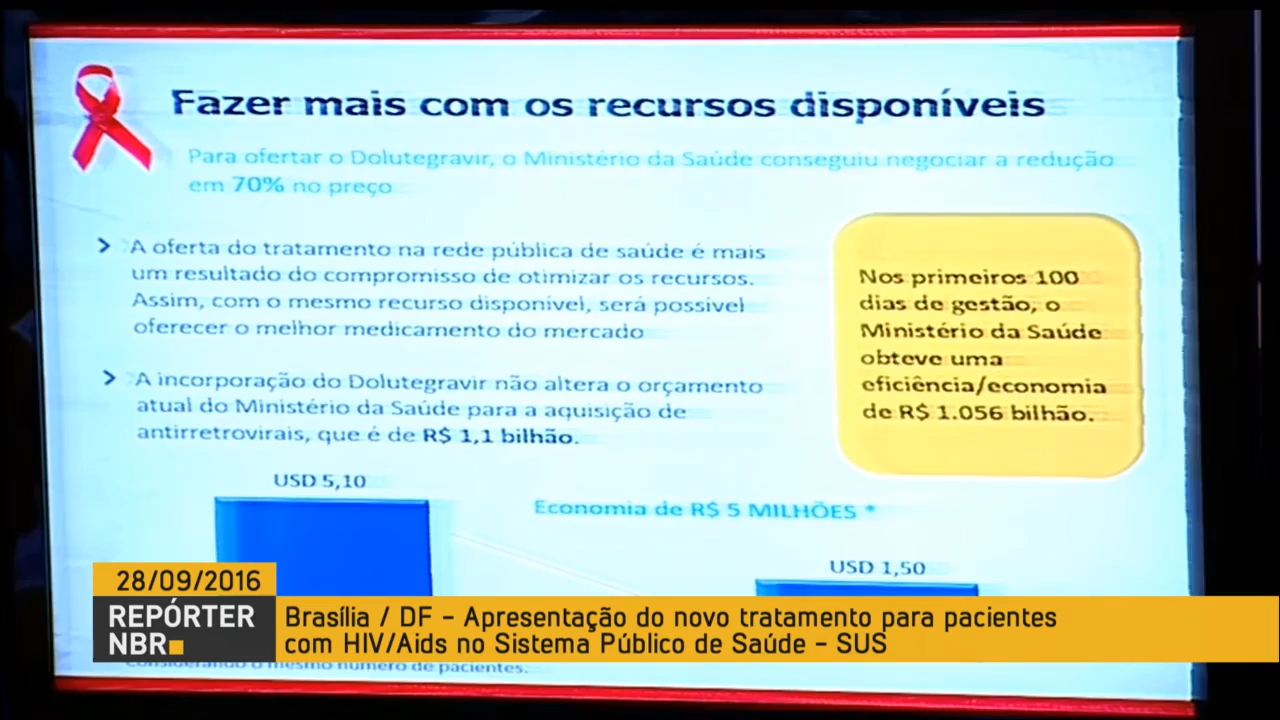 Fazer mais com os recursos disponíveis
Para ofertar o Dolutegravir, o Ministério da Saúde conseguiu negociar a redução
em 70% no preço
A oferta do tratamento na rede pública de saúde é mais
um resultado do compromisso de otimizar os recursos.
Assim, com o mesmo recurso disponível, será possível
oferecer o melhor medicamento do mercado
A incorporação do Dolutegravir não altera o orçamento
atual do Ministério da Saúde para a aquisição de
antirretrovirais, que é de R$ 1,1 bilhão.
Nos primeiros 100
dias de gestão, o
Ministério da Saúde
obteve uma
eficiência/economia
de R$ 1.056 bilhão.
USD 5,10
Economia de R$ 5 MILHÕES *
USD 1,50
28/09/2016
REPÓRTER
NBR
Brasília / DF - Apresentação do novo tratamento para pacientes
com HIV/Aids no Sistema Público de Saúde - SUS
Considerando o mesmo número de pacientes.